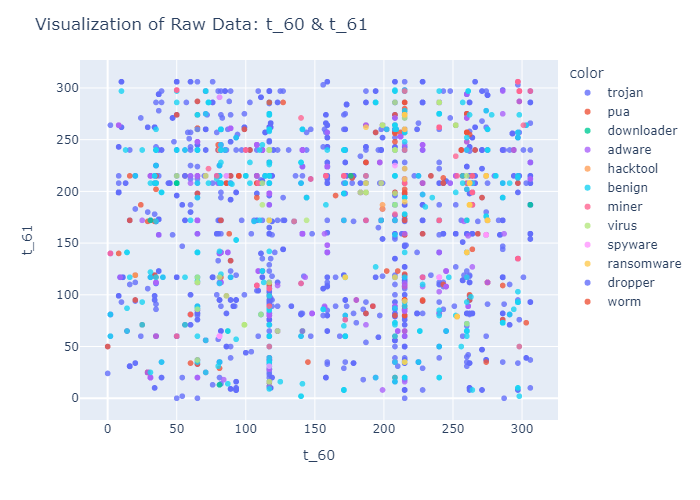 Visualization of Raw Data: t_60 & t_61
color
trojan
pua
downloader
adware
hacktool
benign
miner
virus
spyware
ransomware
dropper
worm
t_61
300
250
200
150
100
50
0
0 50 100 150 200 250 300
t_60